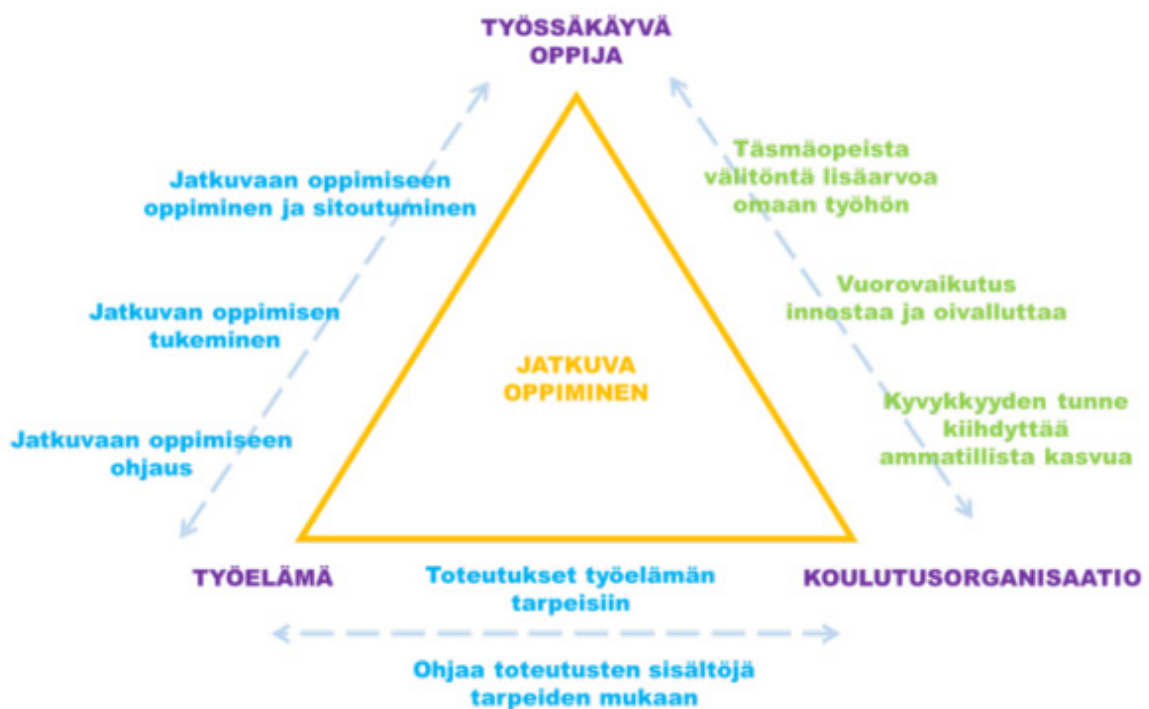 TYÖSSÄKÄYVÄ
OPPIJA
Täsmäopeista
välitöntä lisäarvoa
omaan työhön
Jatkuvaan oppimiseen
oppiminen ja sitoutuminen
Vuorovaikutus
innostaa ja oivalluttaa
Jatkuvan oppimisen
tukeminen
JATKUVA
OPPIMINEN
Kyvykkyyden tunne
kiihdyttää
ammatillista kasvua
Jatkuvaan oppimiseen
ohjaus
TYÖELÄMÄ
Toteutukset työelämän
tarpeisiin
KOULUTUSORGANISAATIO
Ohjaa toteutusten sisältöjä
tarpeiden mukaan